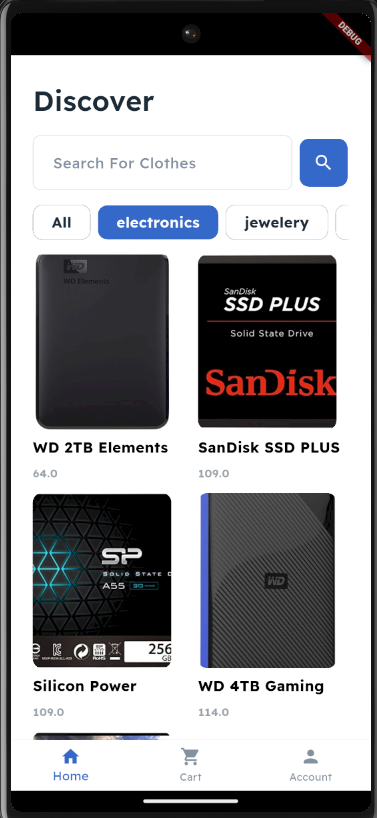 DEBUG
Discover
Search For Clothes
All electronics jewelery
WD
WD Elements
SanDisk
SSD PLUS
Solid State Drive
SanDisk
WD 2TB Elements SanDisk SSD PLUS
64.0 109.0
SP
SOLID STATE D
A55
256
GB
WD
Silicon Power WD 4TB Gaming
109.0 114.0
Home Cart Account